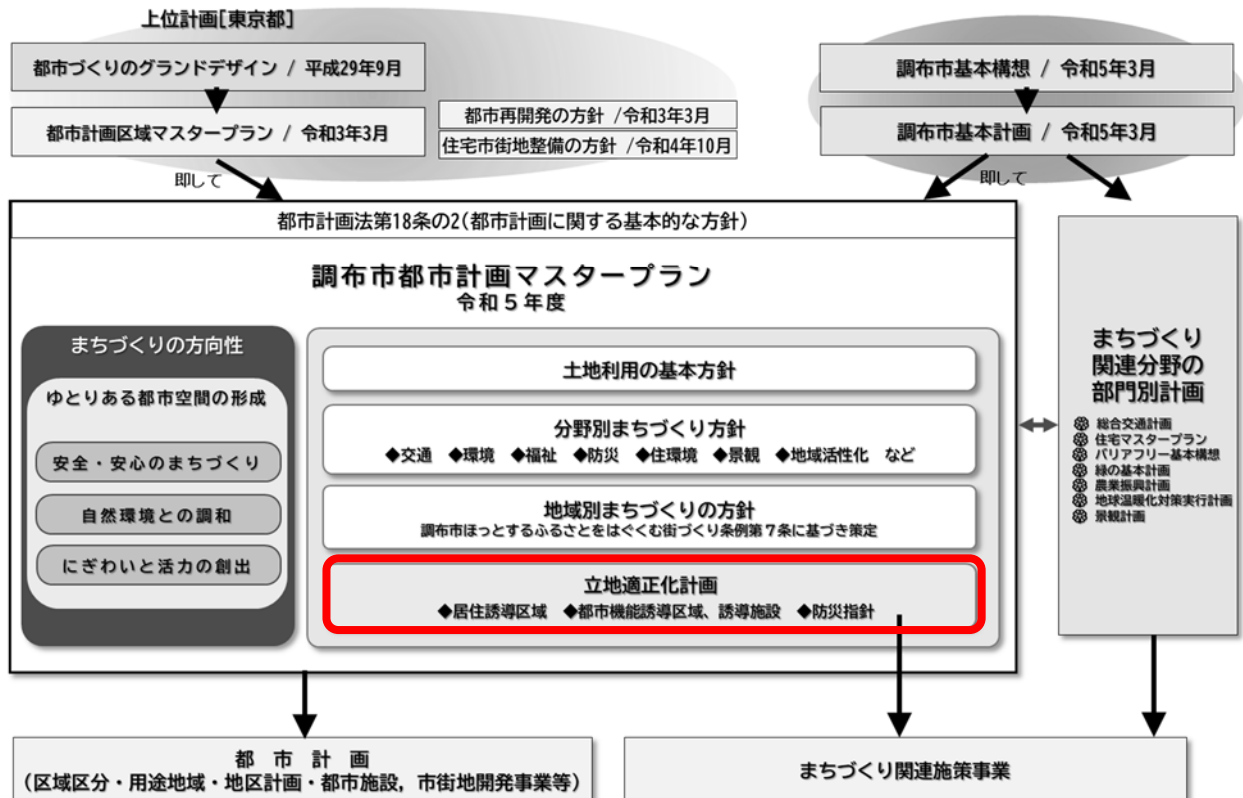 上位計画[東京都]
都市づくりのグランドデザイン / 平成29年9月
都市計画区域マスタープラン / 令和3年3月
都市再開発の方針 /令和3年3月
住宅市街地整備の方針 /令和4年10月
即して
調布市基本構想 / 令和5年3月
調布市基本計画 / 令和5年3月
即して
都市計画法第18条の2(都市計画に関する基本的な方針)
調布市都市計画マスタープラン
令和5年度
まちづくりの方向性
ゆとりある都市空間の形成
安全・安心のまちづくり
自然環境との調和
にぎわいと活力の創出
土地利用の基本方針
分野別まちづくり方針
◆交通 ◆環境 ◆福祉 ◆防災 ◆住環境 ◆景観 ◆地域活性化 など
地域別まちづくりの方針
調布市ほっとするふるさとをはぐくむ街づくり条例第7条に基づき策定
立地適正化計画
◆居住誘導区域 ◆都市機能誘導区域、誘導施設 ◆防災指針
まちづくり
関連分野の
部門別計画
総合交通計画
住宅マスタープラン
バリアフリー基本構想
緑の基本計画
農業振興計画
地球温暖化対策実行計画
景観計画
都 市 計 画
(区域区分・用途地域・地区計画・都市施設，市街地開発事業等)
まちづくり関連施策事業